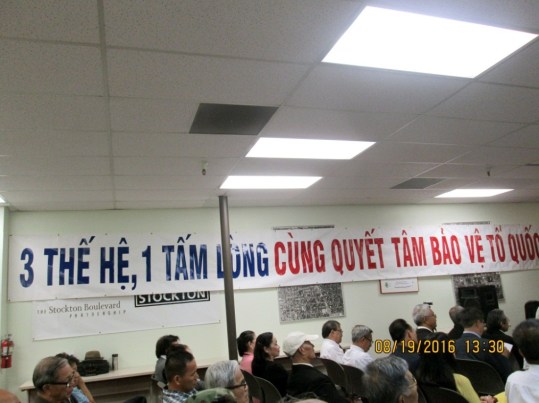 3 THẾ HỆ, 1 TẤM LÒNG CÙNG QUYẾT TÂM BẢO VỆ TỔ QUỐC
STOCKTON
THE Stockton Boulevard
PARTNERSHIP
08/19/2016 13:30